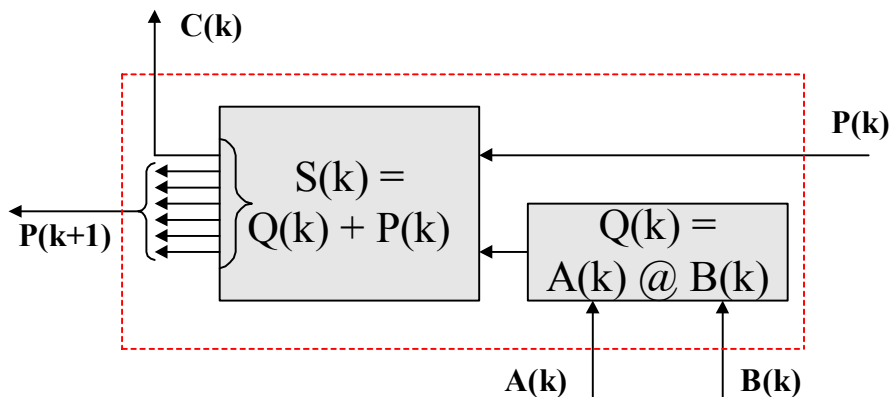 C(k)
P(k)
S(k) =
Q(k) + P(k)
P(k+1)
Q(k) =
A(k) @ B(k)
A(k)
B(k)